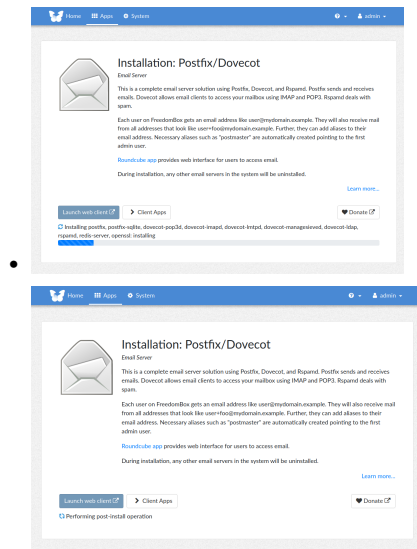 Home Apps System admin
Installation: Postfix/Dovecot
Email Server
This is a complete email server solution using Postfix, Dovecot, and Rspamd. Postfix sends and receives
emails. Dovecot allows email clients to access your mailbox using IMAP and POP3. Rspamd deals with
spam.
Each user on FreedomBox gets an email address like user@mydomain.example. They will also receive mail
from all addresses that look like user+foo@mydomain.example. Further, they can add aliases to their
email address. Necessary aliases such as "postmaster" are automatically created pointing to the first
admin user.
Roundcube app provides web interface for users to access email.
During installation, any other email servers in the system will be uninstalled.
Learn more...
Launch web client Client Apps Donate
Installing postfix, postfix-sqlite, dovecot-pop3d, dovecot-imapd, dovecot-lmtpd, dovecot-managesieved, dovecot-ldap,
rspamd, redis-server, openssl: installing
Home Apps System admin
Installation: Postfix/Dovecot
Email Server
This is a complete email server solution using Postfix, Dovecot, and Rspamd. Postfix sends and receives
emails. Dovecot allows email clients to access your mailbox using IMAP and POP3. Rspamd deals with
spam.
Each user on FreedomBox gets an email address like user@mydomain.example. They will also receive mail
from all addresses that look like user+foo@mydomain.example. Further, they can add aliases to their
email address. Necessary aliases such as "postmaster" are automatically created pointing to the first
admin user.
Roundcube app provides web interface for users to access email.
During installation, any other email servers in the system will be uninstalled.
Learn more...
Launch web client Client Apps Donate
Performing post-install operation